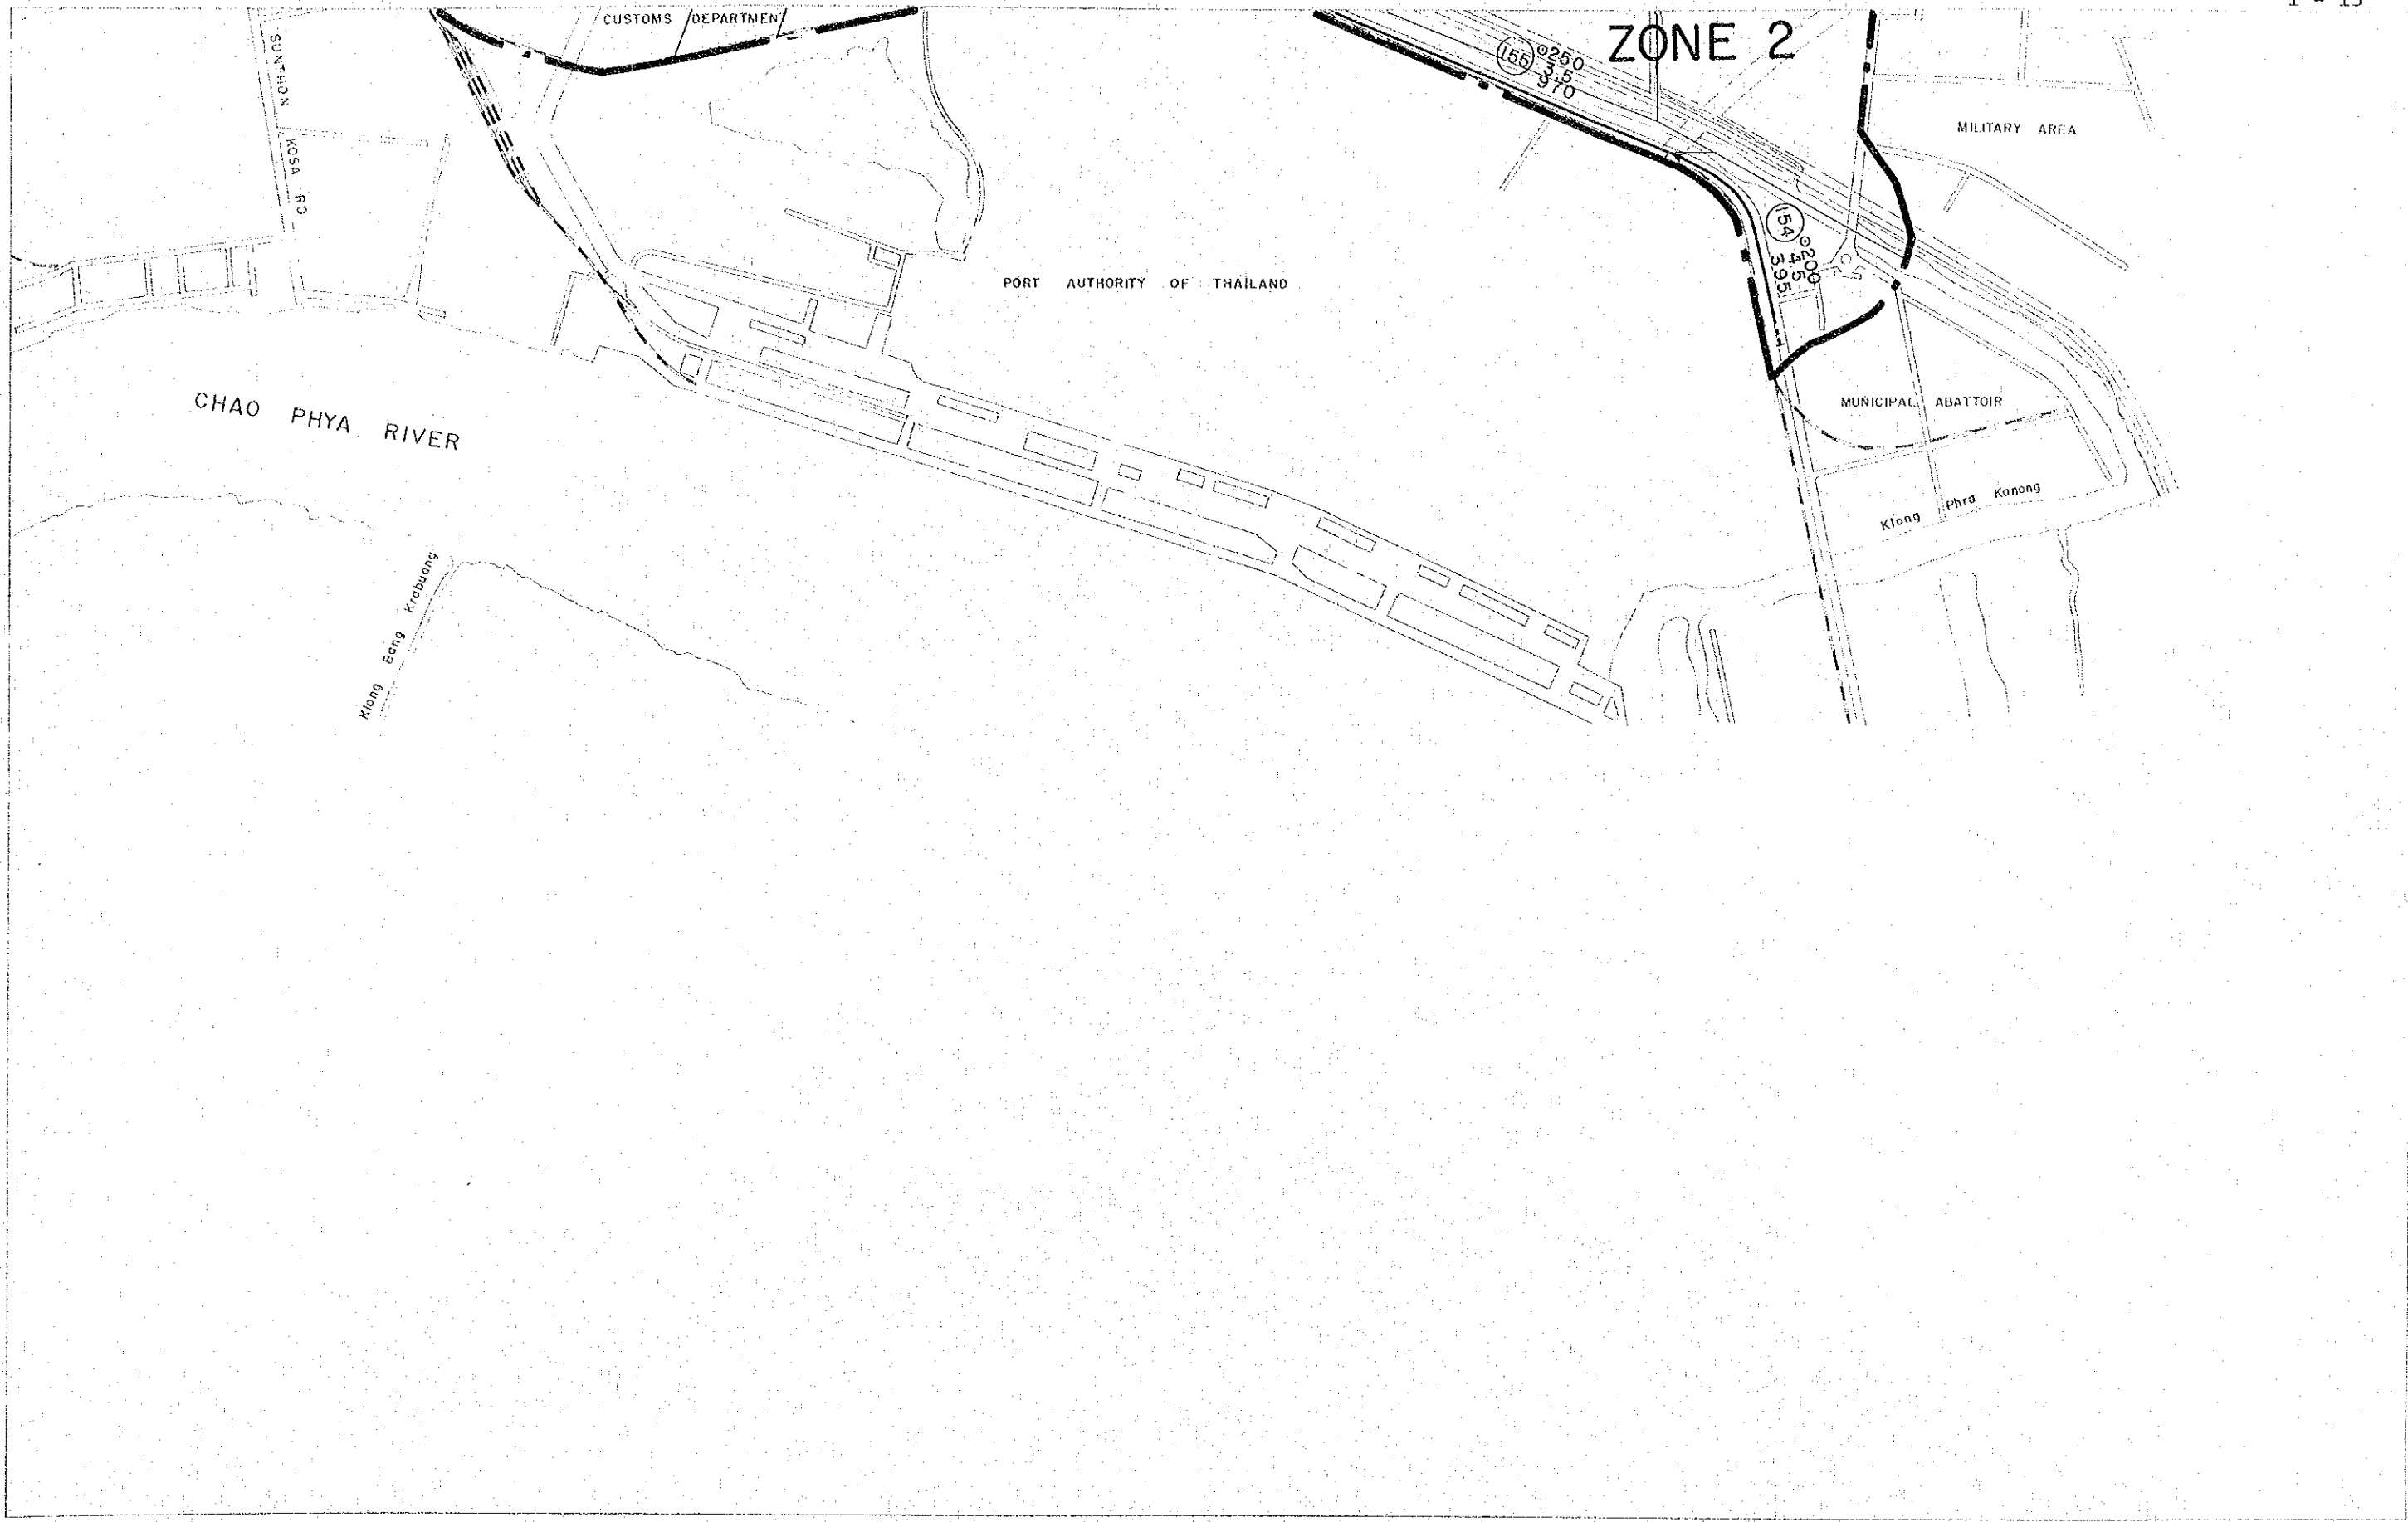 CUSTOMS DEPARTMENT
ZONE 2
SUNTHON KOSA RD.
155
⊙250
3.5
970
MILITARY AREA
154
⊙200
4.5
395
PORT AUTHORITY OF THAILAND
CHAO PHYA RIVER
MUNICIPAL ABATTOIR
Klong Phra Kanong
Klong Bang Krabuang